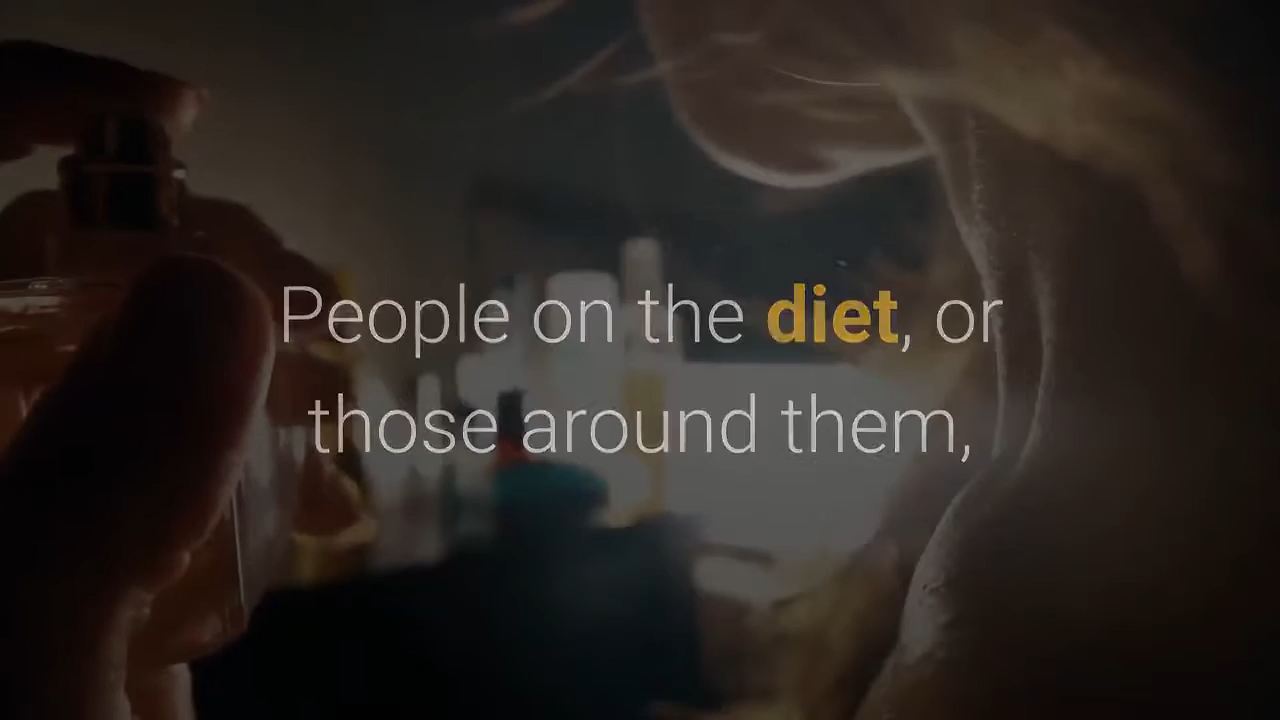 People on the diet, or
those around them,